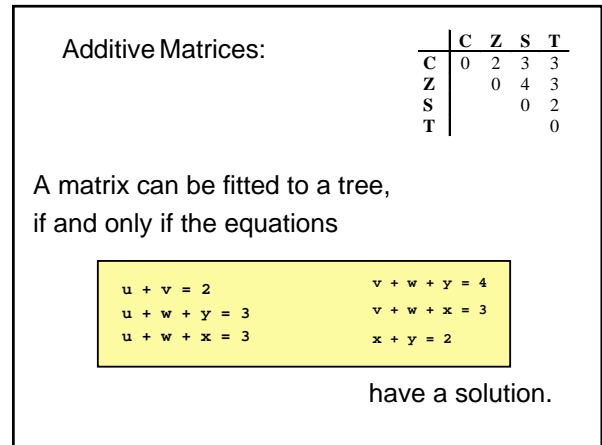 Additive Matrices:
C Z S T
C 0 2 3 3
Z 0 4 3
S 0 2
T 0
A matrix can be fitted to a tree,
if and only if the equations
u + v = 2
u + w + y = 3
u + w + x = 3
v + w + y = 4
v + w + x = 3
x + y = 2
have a solution.